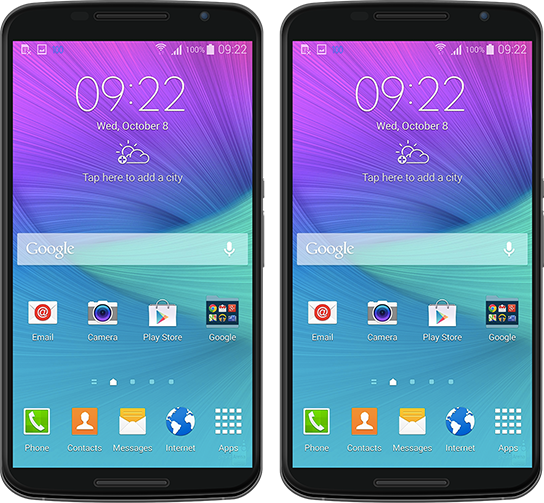 100% 09:22
09:22
Wed, October 8
Tap here to add a city
Google
Email Camera Play Store Google
Phone Contacts Messages Internet Apps
100% 09:22
09:22
Wed, October 8
Tap here to add a city
Google
Email Camera Play Store Google
Phone Contacts Messages Internet Apps